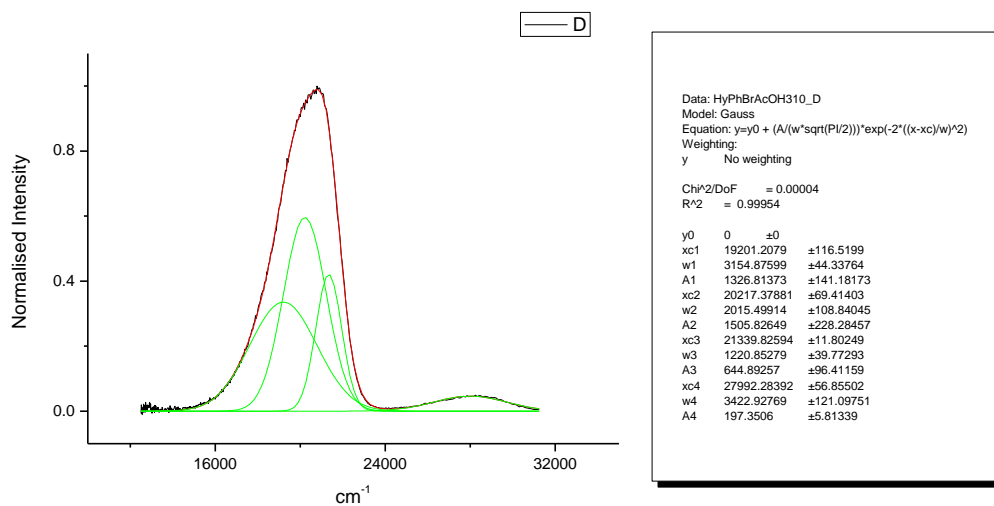 D
Normalised Intensity
0.8
0.4
0.0
16000 24000 32000
cm-1
Data: HyPhBrAcOH310_D
Model: Gauss
Equation: y=y0 + (A/(w*sqrt(PI/2)))*exp(-2*((x-xc)/w)^2)
Weighting:
y No weighting
Chi^2/DoF = 0.00004
R^2 = 0.99954
y0 0 ±0
xc1 19201.2079 ±116.5199
w1 3154.87599 ±44.33764
A1 1326.81373 ±141.18173
xc2 20217.37881 ±69.41403
w2 2015.49914 ±108.84045
A2 1505.82649 ±228.28457
xc3 21339.82594 ±11.80249
w3 1220.85279 ±39.77293
A3 644.89257 ±96.41159
xc4 27992.28392 ±56.85502
w4 3422.92769 ±121.09751
A4 197.3506 ±5.81339